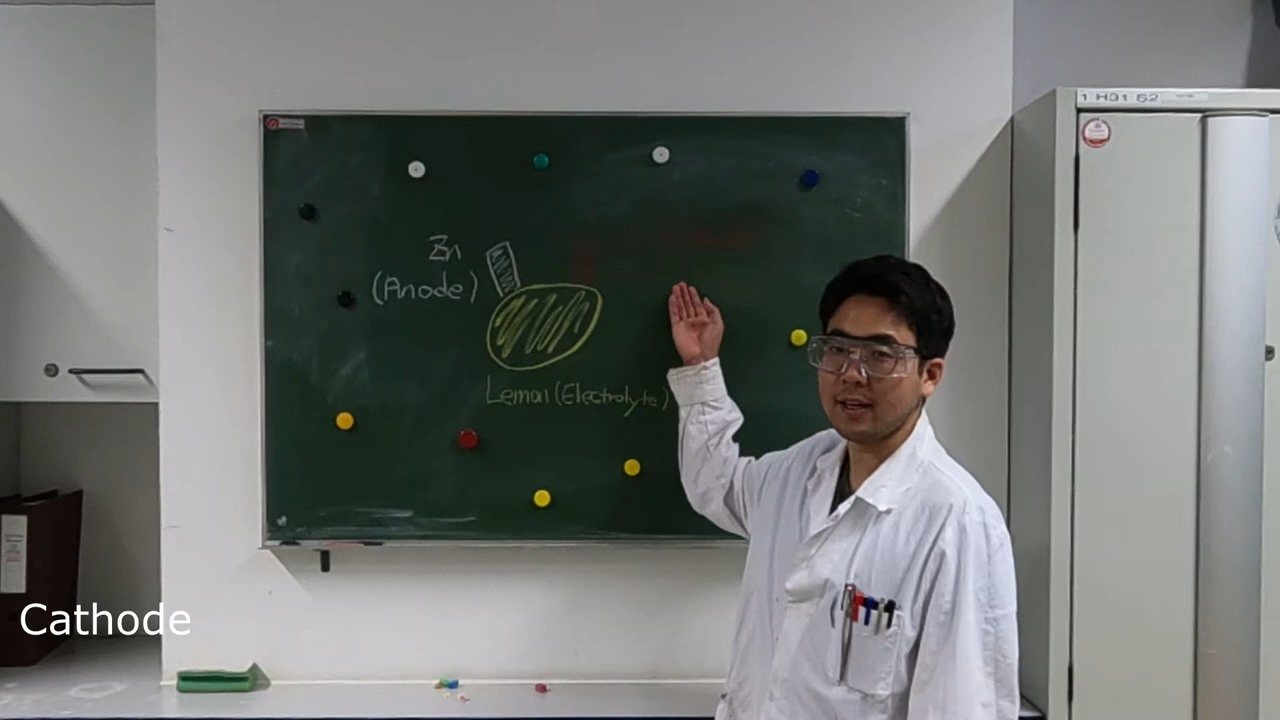 1 H31 52
Zn
(Anode)
Lemon (Electrolyte)
Cathode